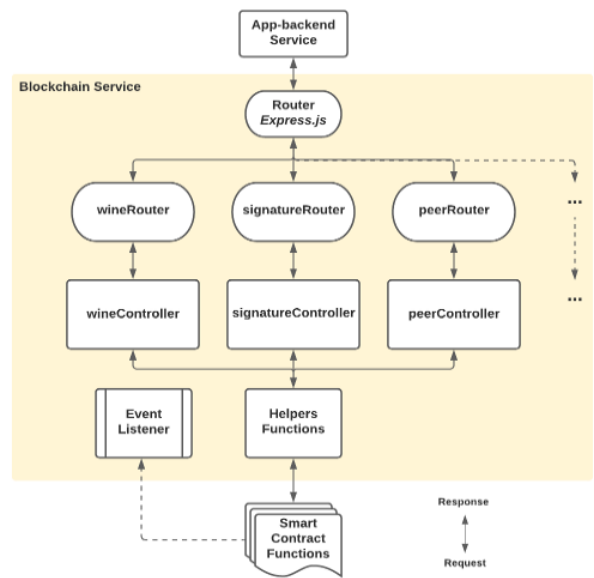 App-backend
Service
Blockchain Service
Router
Express.js
wineRouter
signatureRouter
peerRouter
...
wineController
signatureController
peerController
...
Event
Listener
Helpers
Functions
Smart
Contract
Functions
Response
Request